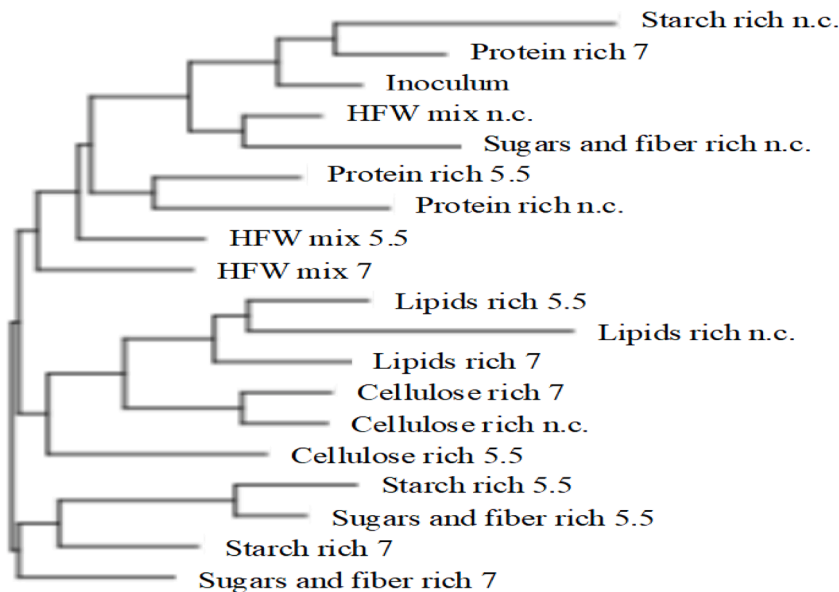 Starch rich n.c.
Protein rich 7
Inoculum
HFW mix n.c.
Sugars and fiber rich n.c.
Protein rich 5.5
Protein rich n.c.
HFW mix 5.5
HFW mix 7
Lipids rich 5.5
Lipids rich n.c.
Lipids rich 7
Cellulose rich 7
Cellulose rich n.c.
Cellulose rich 5.5
Starch rich 5.5
Sugars and fiber rich 5.5
Starch rich 7
Sugars and fiber rich 7